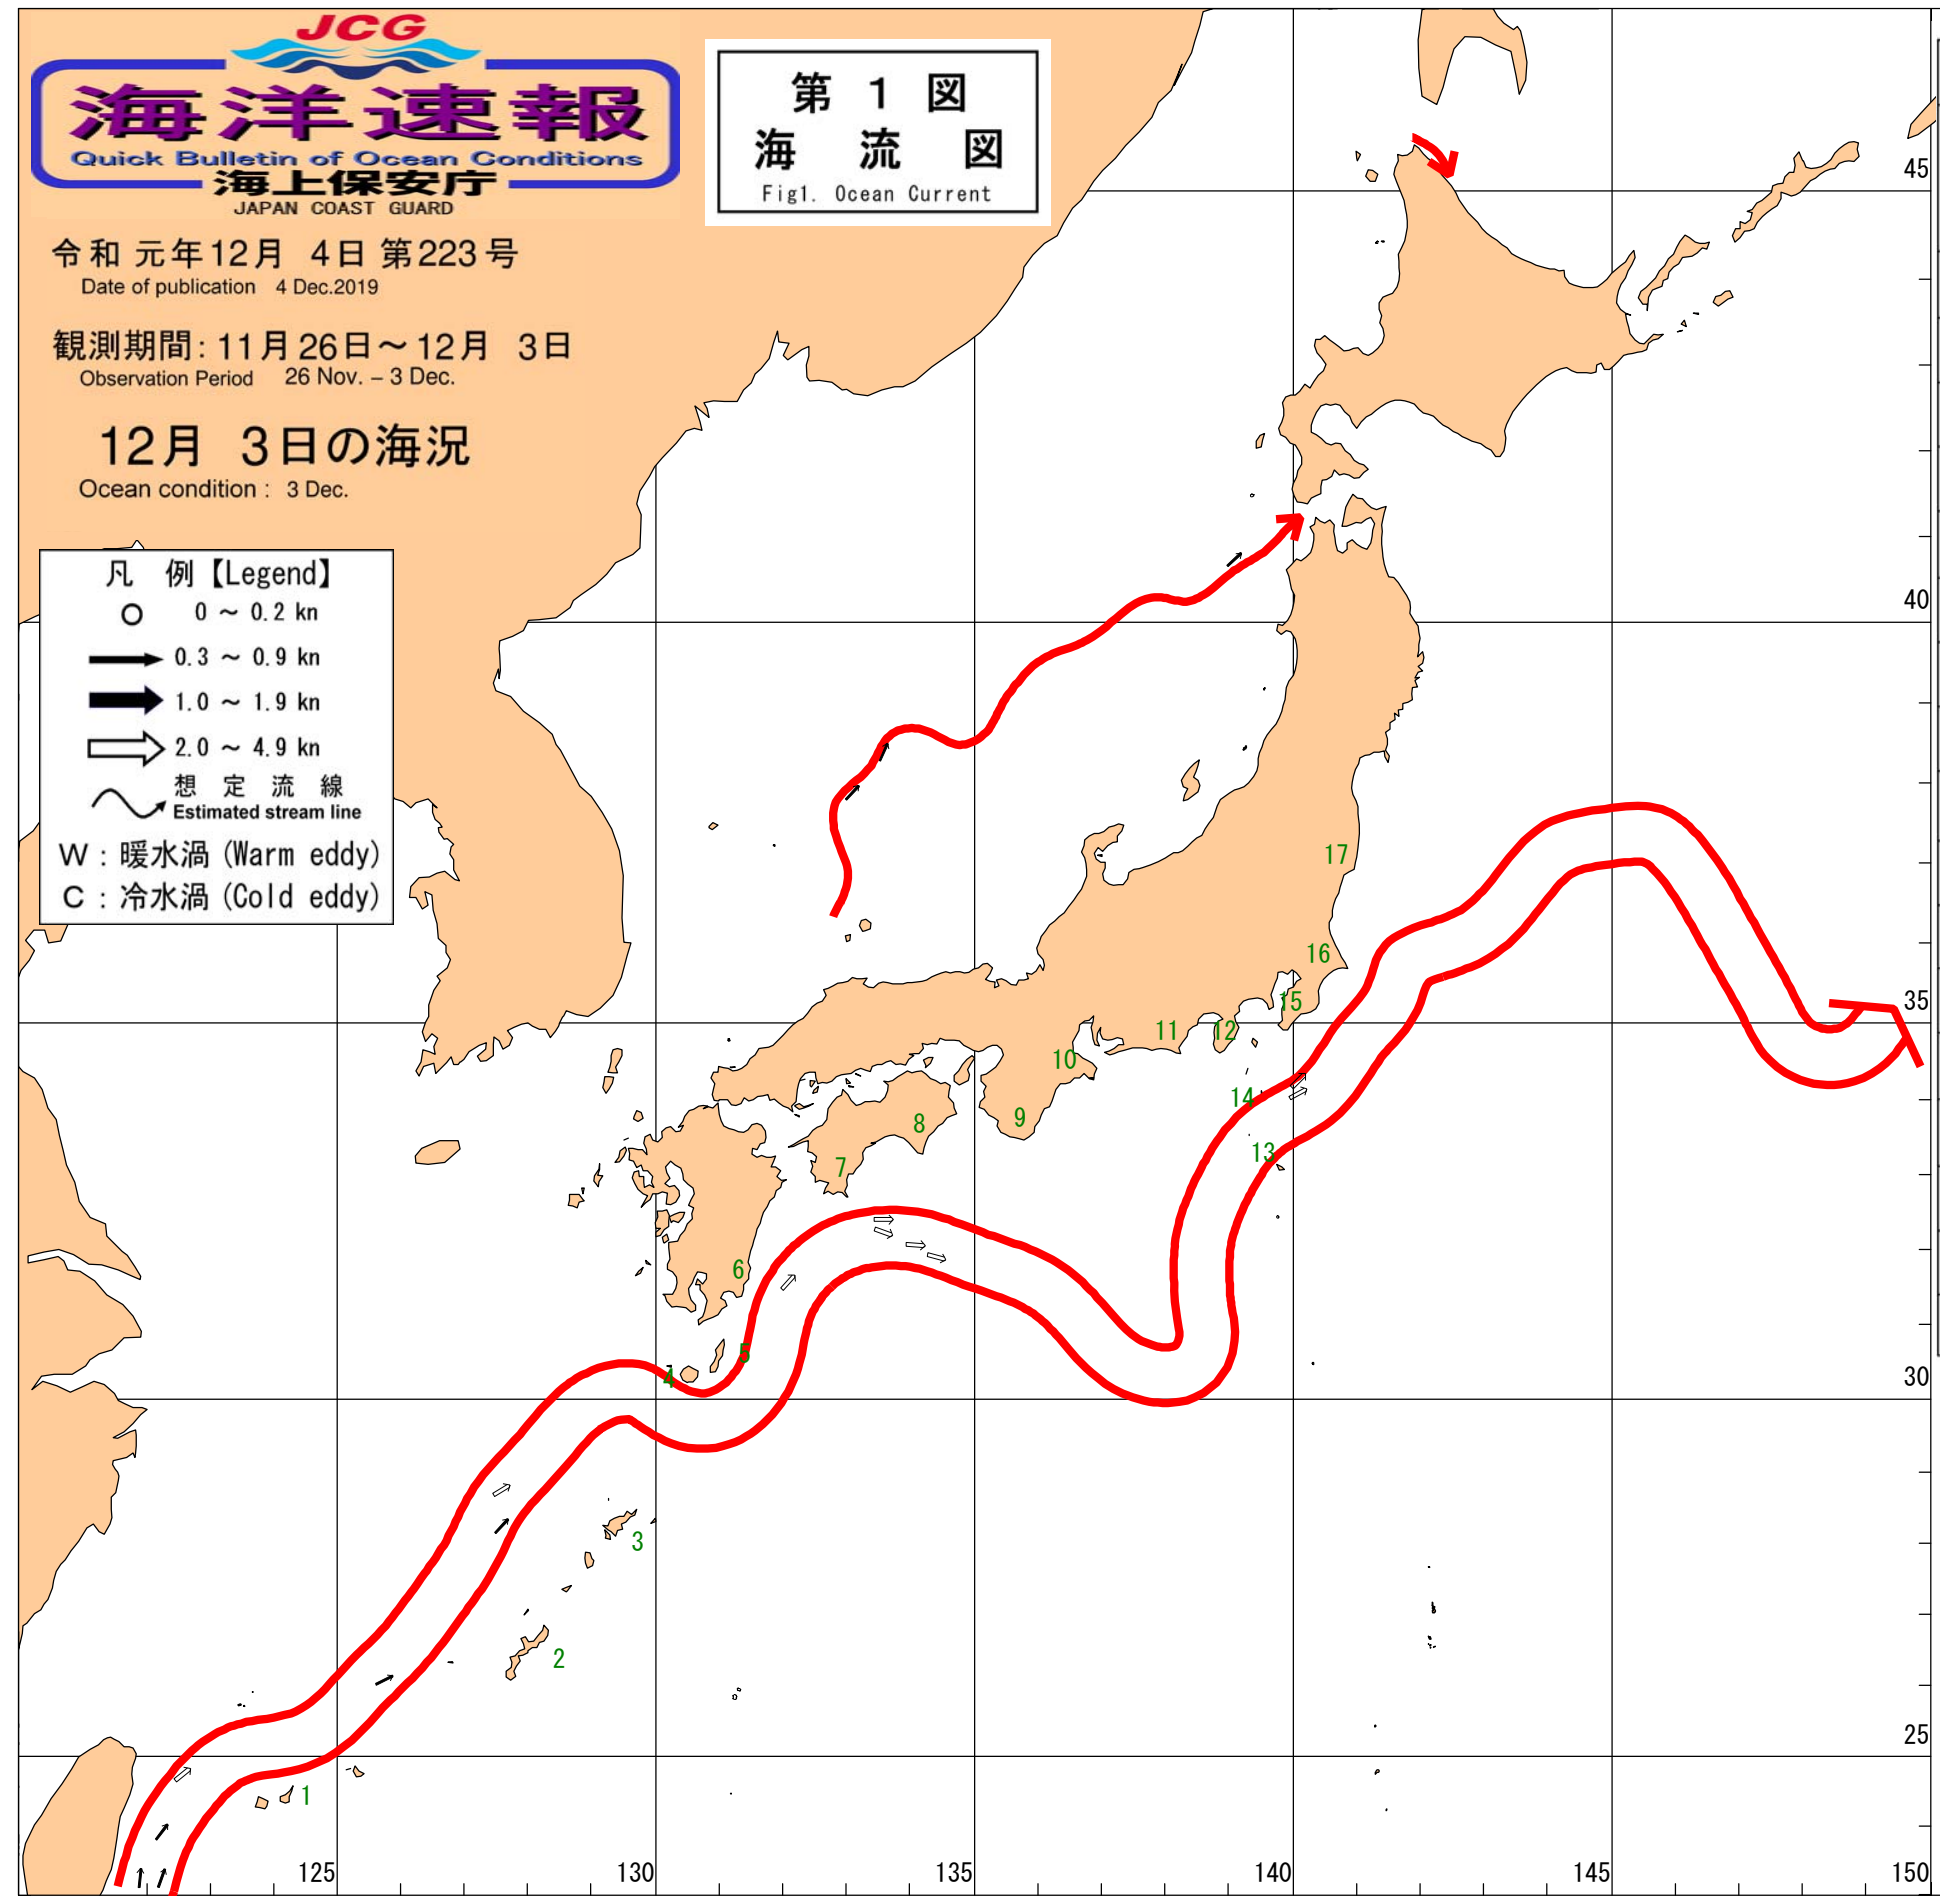 JCG
海洋速報
Quick Bulletin of Ocean Conditions
海上保安庁
JAPAN COAST GUARD
令和 元年12月 4日 第223号
Date of publication 4 Dec.2019
観測期間: 11月26日～12月 3日
Observation Period 26 Nov. – 3 Dec.
12月 3日の海況
Ocean condition : 3 Dec.
第 1 図
海 流 図
Fig1. Ocean Current
凡 例【Legend】
0 ～ 0.2 kn
0.3 ～ 0.9 kn
1.0 ～ 1.9 kn
2.0 ～ 4.9 kn
想 定 流 線
Estimated stream line
W : 暖水渦 (Warm eddy)
C : 冷水渦 (Cold eddy)
45
40
35
30
25
17
16
15
11
12
10
14
9
8
13
7
6
5
4
3
2
1
125
130
135
140
145
150